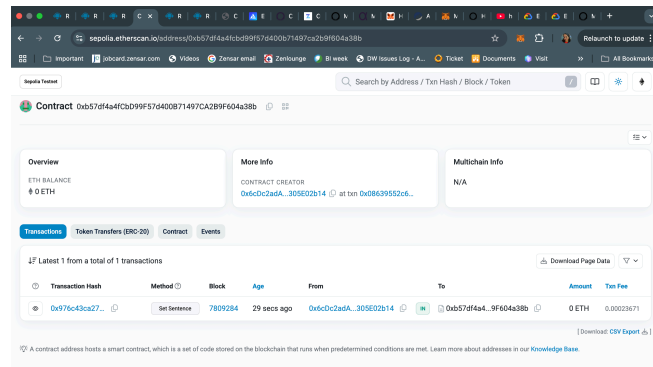 sepolia.etherscan.io/address/0xb57df4a4fcbd99f57d400b71497ca2b9f604a38b
Relaunch to update
Important
jobcard.zensar.com
Videos
Zensar email
Zenlounge
BI week
DW Issues Log - A...
Ticket
Documents
Visit
»
All Bookmarks
Sepolia Testnet
Search by Address / Txn Hash / Block / Token
/
Contract 0xb57df4a4fCbD99F57d400B71497CA2B9F604a38b
Overview
ETH BALANCE
0 ETH
More Info
CONTRACT CREATOR
0x6cDc2adA...305E02b14 at txn 0x08639552c6...
Multichain Info
N/A
Transactions Token Transfers (ERC-20) Contract Events
Latest 1 from a total of 1 transactions
Download Page Data
Transaction Hash Method Block Age From To Amount Txn Fee
0x976c43ca27... Set Sentence 7809284 29 secs ago 0x6cDc2adA...305E02b14 IN 0xb57df4a4...9F604a38b 0 ETH 0.00023671
[ Download: CSV Export ]
A contract address hosts a smart contract, which is a set of code stored on the blockchain that runs when predetermined conditions are met. Learn more about addresses in our Knowledge Base.